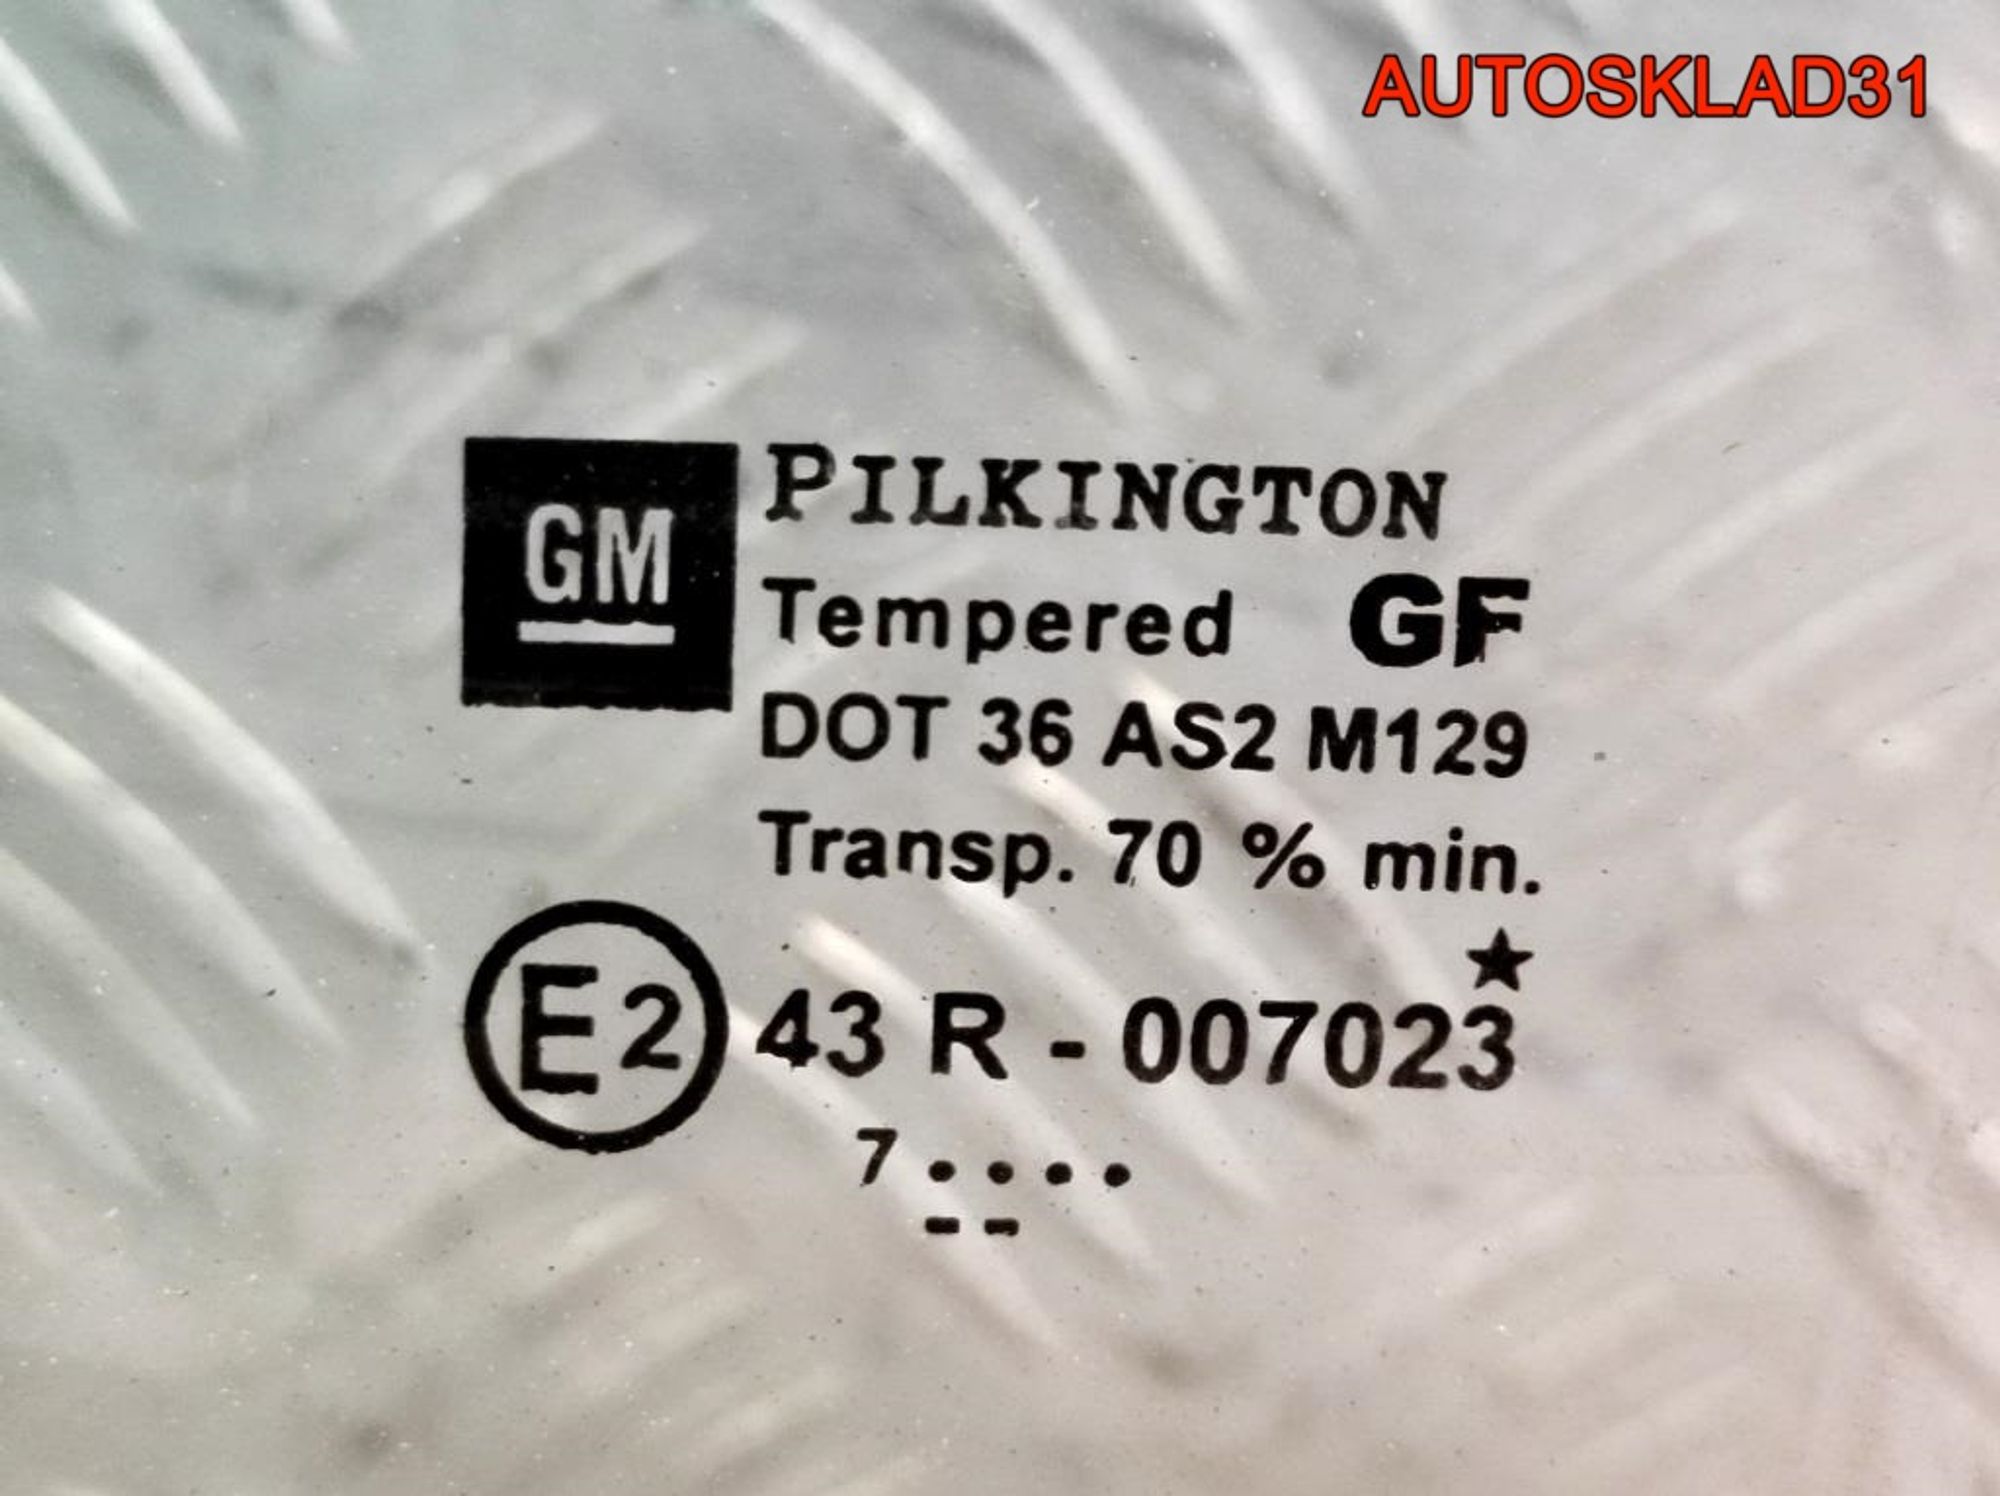 AUTOSKLAD31
GM
PILKINGTON
Tempered GF
DOT 36 AS2 M129
Transp. 70 % min.
★
E2 43 R - 007023
7 . . . .
- -